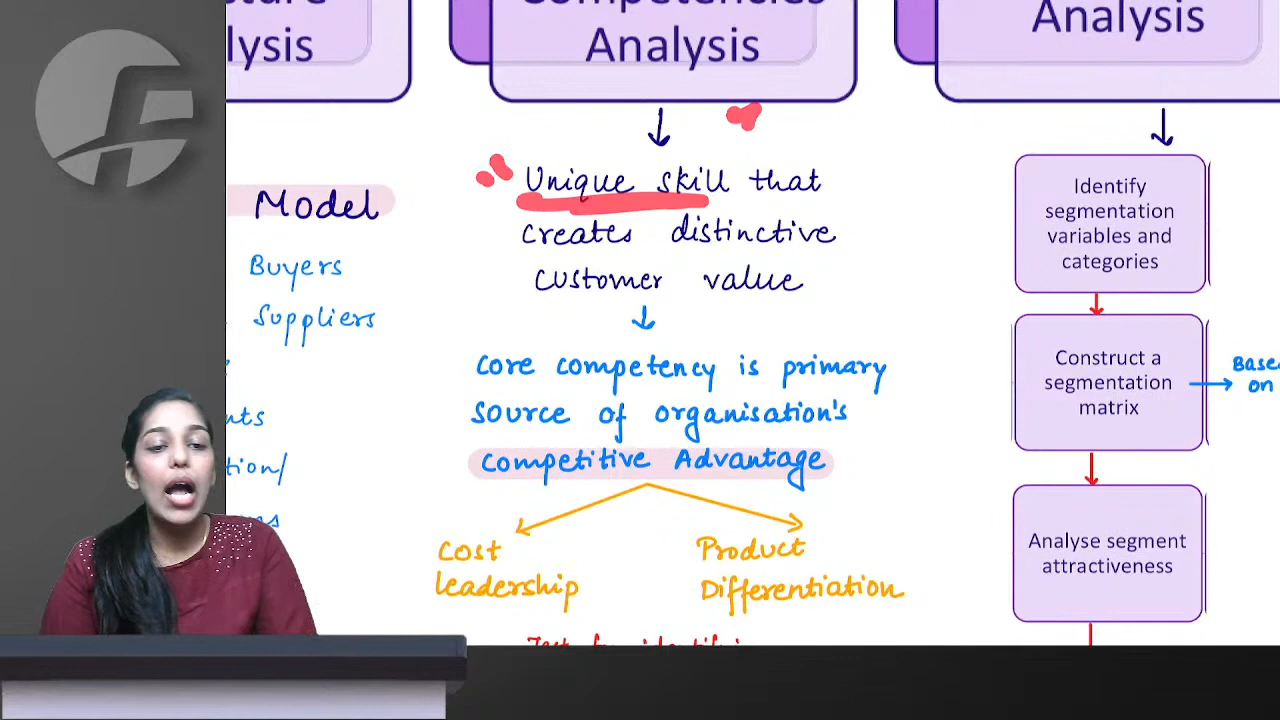 lysis
Model
Buyers
Suppliers
nts
tion/
Analysis
Unique skill that
creates distinctive
customer value
Core competency is primary
source of organisation's
Competitive Advantage
Cost
leadership
Product
Differentiation
Analysis
Identify
segmentation
variables and
categories
Construct a
segmentation
matrix
Base
on
Analyse segment
attractiveness